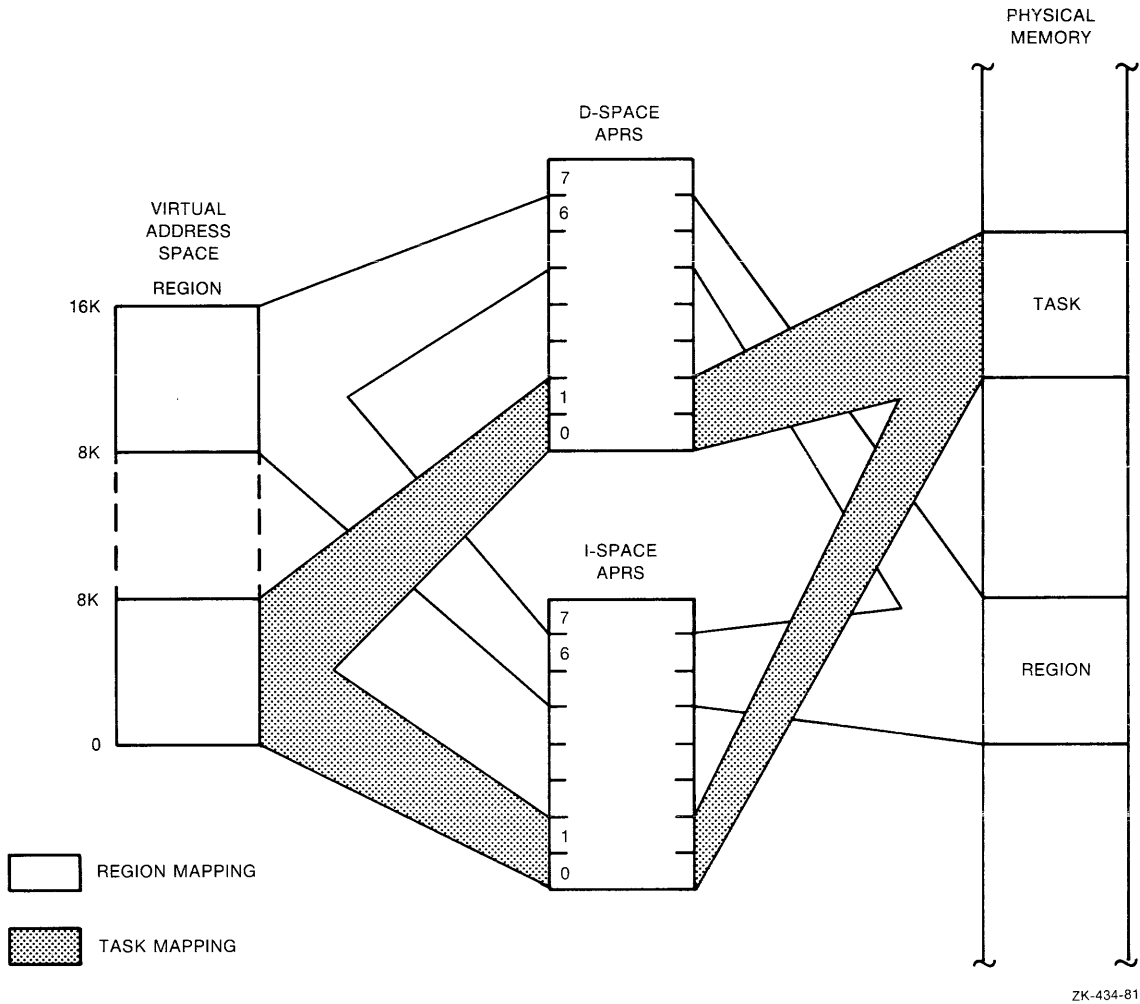 PHYSICAL
MEMORY
D-SPACE
APRS
7
6
1
0
VIRTUAL
ADDRESS
SPACE
REGION
16K
8K
8K
0
I-SPACE
APRS
7
6
1
0
TASK
REGION
REGION MAPPING
TASK MAPPING
ZK-434-81